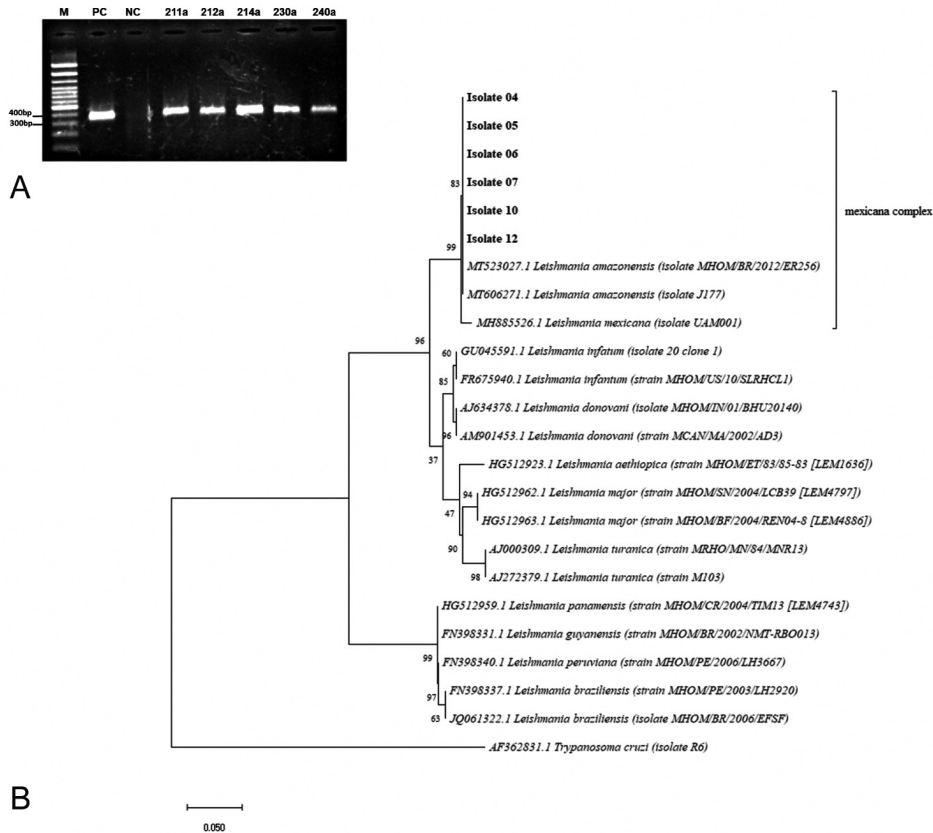 M PC NC 211a 212a 214a 230a 240a
400bp
300bp
A
Isolate 04
Isolate 05
Isolate 06
83
Isolate 07
Isolate 10
mexicana complex
Isolate 12
99
MT523027.1 Leishmania amazonensis (isolate MHOM/BR/2012/ER256)
MT606271.1 Leishmania amazonensis (isolate J177)
MH885526.1 Leishmania mexicana (isolate UAM001)
96
60
GU045591.1 Leishmania infatum (isolate 20 clone 1)
85
FR675940.1 Leishmania infantum (strain MHOM/US/10/SLRHCL1)
AJ634378.1 Leishmania donovani (isolate MHOM/IN/01/BHU20140)
96
AM901453.1 Leishmania donovani (strain MCAN/MA/2002/AD3)
37
HG512923.1 Leishmania aethiopica (strain MHOM/ET/83/85-83 [LEM1636])
94
HG512962.1 Leishmania major (strain MHOM/SN/2004/LCB39 [LEM4797])
47
HG512963.1 Leishmania major (strain MHOM/BF/2004/REN04-8 [LEM4886])
90
AJ000309.1 Leishmania turanica (strain MRHO/MN/84/MNR13)
98
AJ272379.1 Leishmania turanica (strain M103)
HG512959.1 Leishmania panamensis (strain MHOM/CR/2004/TIM13 [LEM4743])
FN398331.1 Leishmania guyanensis (strain MHOM/BR/2002/NMT-RBO013)
99
FN398340.1 Leishmania peruviana (strain MHOM/PE/2006/LH3667)
97
FN398337.1 Leishmania braziliensis (strain MHOM/PE/2003/LH2920)
63
JQ061322.1 Leishmania braziliensis (isolate MHOM/BR/2006/EFSF)
AF362831.1 Trypanosoma cruzi (isolate R6)
B
0.050